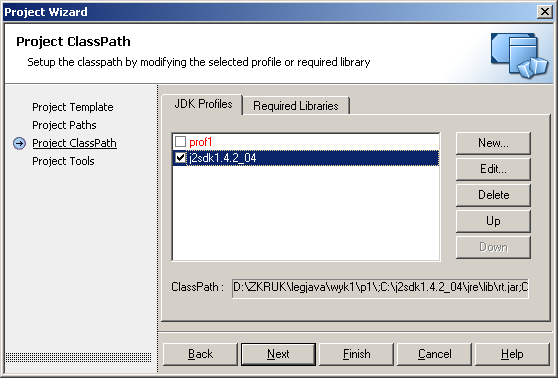 Project Wizard
Project ClassPath
Setup the classpath by modifying the selected profile or required library
Project Template
Project Paths
Project ClassPath
Project Tools
JDK Profiles
Required Libraries
prof1
j2sdk1.4.2_04
New...
Edit...
Delete
Up
Down
ClassPath : D:\ZKRUK\legjava\wyk1\p1\;C:\j2sdk1.4.2_04\jre\lib\rt.jar;C
Back Next Finish Cancel Help